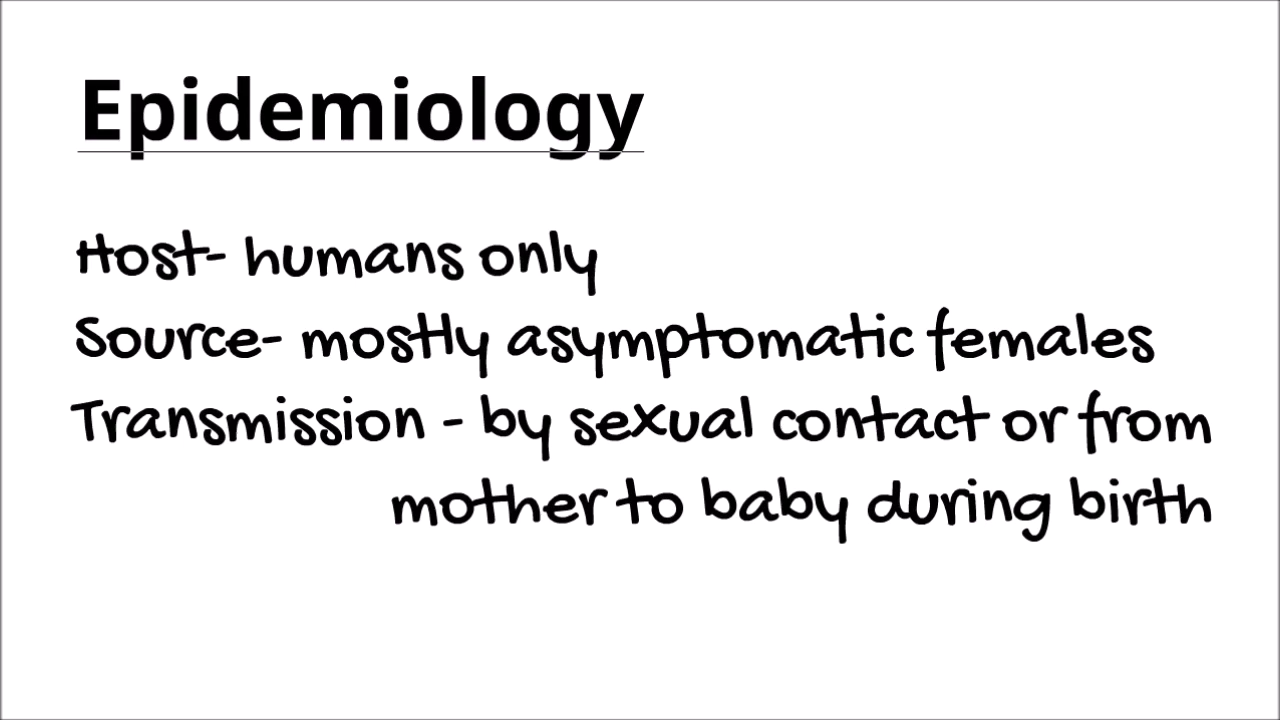 Epidemiology
Host- humans only
Source- mostly asymptomatic females
Transmission - by sexual contact or from
mother to baby during birth